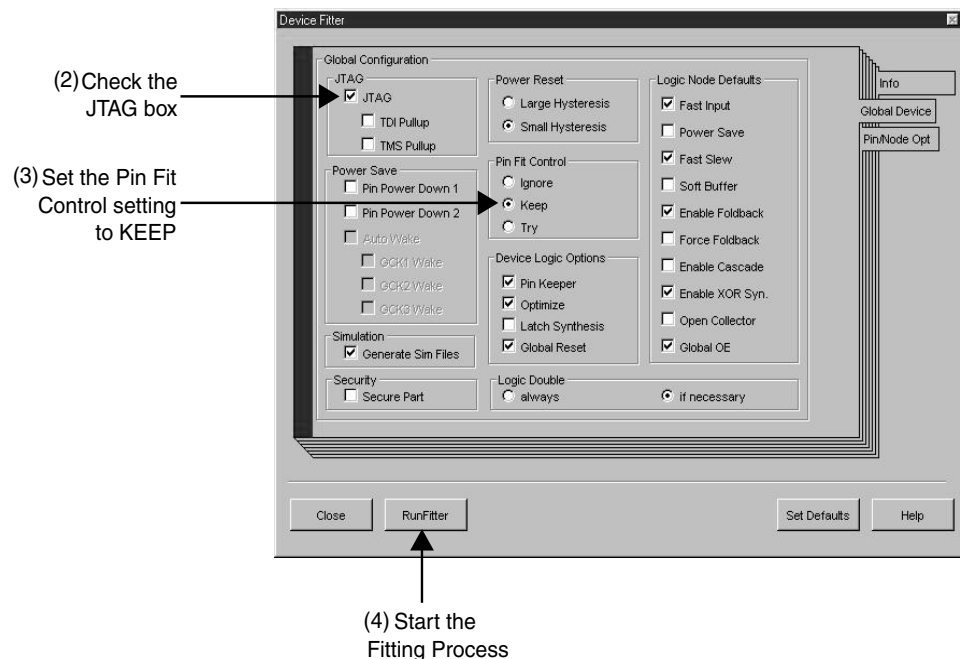 Device Fitter
(2) Check the
JTAG box
(3) Set the Pin Fit
Control setting
to KEEP
Global Configuration
JTAG
JTAG
TDI Pullup
TMS Pullup
Power Save
Pin Power Down 1
Pin Power Down 2
Auto Wake
GCK1 Wake
GCK2 Wake
GCK3 Wake
Simulation
Generate Sim Files
Security
Secure Part
Power Reset
Large Hysteresis
Small Hysteresis
Pin Fit Control
Ignore
Keep
Try
Device Logic Options
Pin Keeper
Optimize
Latch Synthesis
Global Reset
Logic Double
always
if necessary
Logic Node Defaults
Fast Input
Power Save
Fast Slew
Soft Buffer
Enable Foldback
Force Foldback
Enable Cascade
Enable XOR Syn.
Open Collector
Global OE
Info
Global Device
Pin/Node Opt
Close
RunFitter
Set Defaults
Help
(4) Start the
Fitting Process